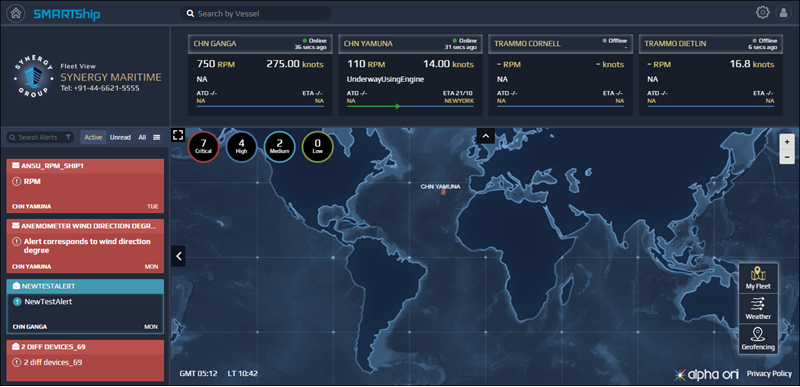 SMARTShip
Search by Vessel
SYNERGY
GROUP
Fleet View
SYNERGY MARITIME
Tel: +91-44-6621-5555
CHN GANGA
Online
36 secs ago
750 RPM
275.00 knots
NA
ATD -/-
ETA -/-
NA
NA
CHN YAMUNA
Online
31 secs ago
110 RPM
14.00 knots
UnderwayUsingEngine
ATD -/-
ETA 21/10
NA
NEWYORK
TRAMMO CORNELL
Offline
-
- RPM
- knots
NA
ATD -/-
ETA -/-
NA
NA
TRAMMO DIETLIN
Offline
6 secs ago
- RPM
16.8 knots
NA
ATD -/-
ETA -/-
NA
NA
Search Alerts
Active
Unread
All
ANSU_RPM_SHIP1
RPM
CHN YAMUNA
TUE
ANEMOMETER WIND DIRECTION DEGR...
Alert corresponds to wind direction
degree
CHN YAMUNA
MON
NEWTESTALERT
NewTestAlert
CHN GANGA
MON
2 DIFF DEVICES_69
2 diff devices_69
7
Critical
4
High
2
Medium
0
Low
+
−
CHN YAMUNA
My Fleet
Weather
Geofencing
GMT 05:12
LT 10:42
alpha ori
Privacy Policy